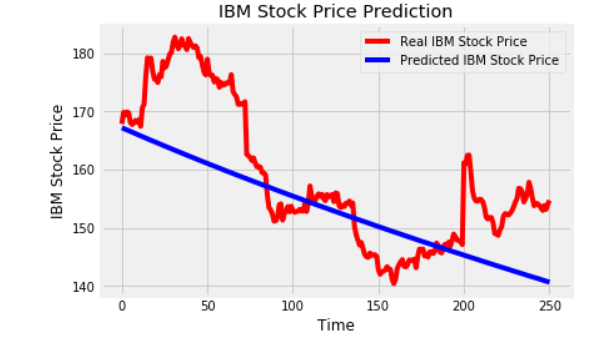 IBM Stock Price Prediction
Real IBM Stock Price
Predicted IBM Stock Price
IBM Stock Price
180
170
160
150
140
0
50
100
150
200
250
Time